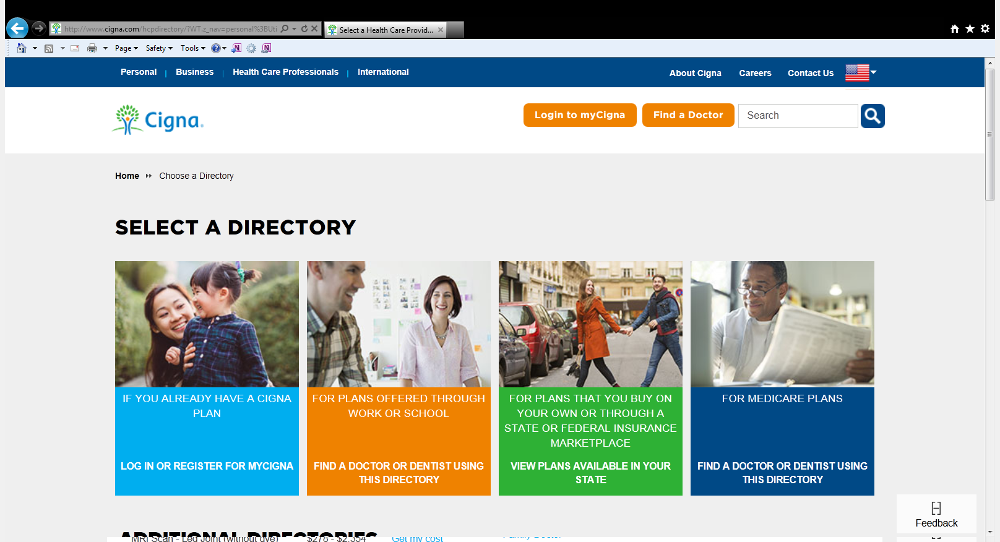 http://www.cigna.com/hcpdirectory/?WT.z_nav=personal%3BUti
Select a Health Care Provid...
Page
Safety
Tools
Personal | Business | Health Care Professionals | International
About Cigna
Careers
Contact Us
Cigna.
Login to myCigna
Find a Doctor
Search
Home
Choose a Directory
SELECT A DIRECTORY
IF YOU ALREADY HAVE A CIGNA
PLAN
LOG IN OR REGISTER FOR MYCIGNA
FOR PLANS OFFERED THROUGH
WORK OR SCHOOL
FIND A DOCTOR OR DENTIST USING
THIS DIRECTORY
FOR PLANS THAT YOU BUY ON
YOUR OWN OR THROUGH A
STATE OR FEDERAL INSURANCE
MARKETPLACE
VIEW PLANS AVAILABLE IN YOUR
STATE
FOR MEDICARE PLANS
FIND A DOCTOR OR DENTIST USING
THIS DIRECTORY
Feedback
ADDITIONAL DIRECTORIES
MRI Scan - Leg Joint (without dye)
$278 - $2,354
Get my cost
Family Doctor